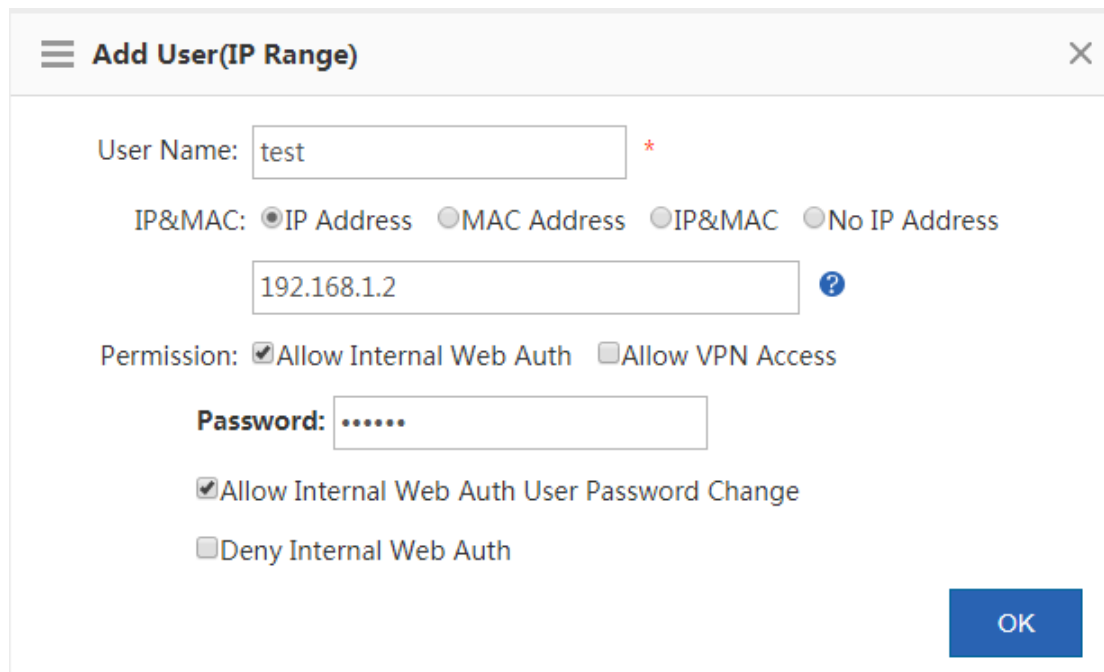 Add User(IP Range)
User Name: test *
IP&MAC: IP Address MAC Address IP&MAC No IP Address
192.168.1.2 ?
Permission: Allow Internal Web Auth Allow VPN Access
Password: ••••••
Allow Internal Web Auth User Password Change
Deny Internal Web Auth
OK